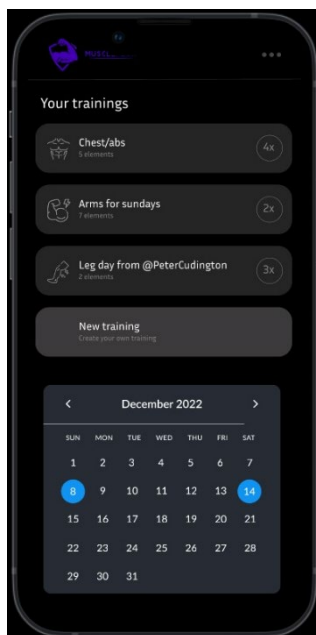 Your trainings
Chest/abs
5 elements
4x
Arms for sundays
7 elements
2x
Leg day from @PeterCudington
2 elements
3x
New training
Create your own training
December 2022
SUN MON TUE WED THU FRI SAT
1 2 3 4 5 6 7
8 9 10 11 12 13 14
15 16 17 18 19 20 21
22 23 24 25 26 27 28
29 30 31